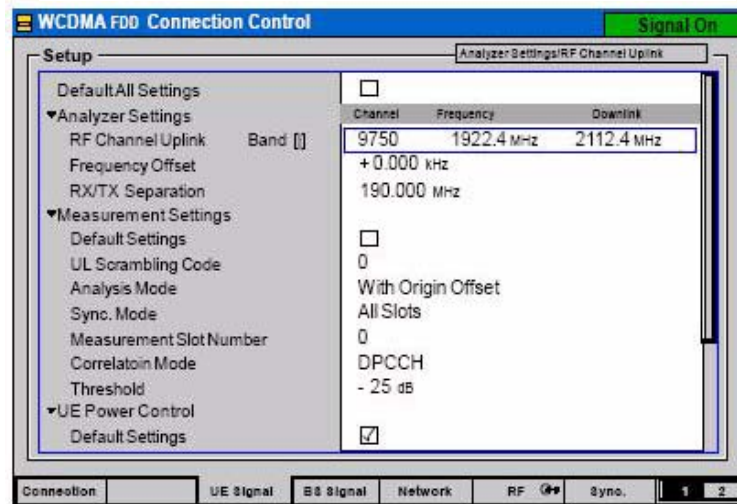 WCDMA FDD Connection Control Signal On
Setup Analyzer Settings/RF Channel Uplink
Default All Settings
Analyzer Settings Channel Frequency Downlink
RF Channel Uplink Band [I] 9750 1922.4 MHz 2112.4 MHz
Frequency Offset +0.000 kHz
RX/TX Separation 190.000 MHz
Measurement Settings
Default Settings
UL Scrambling Code 0
Analysis Mode With Origin Offset
Sync. Mode All Slots
Measurement Slot Number 0
Correlatoin Mode DPCCH
Threshold - 25 dB
UE Power Control
Default Settings
Connection UE Signal BS Signal Network RF Sync. 1 2